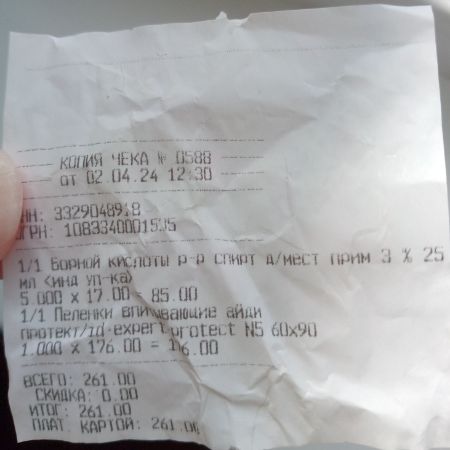 КОПИЯ ЧЕКА № 0588
от 02.04.24 12:30
ИНН: 3329048918
ОГРН:
1/1 Борной кислоты р-р спирт д/мест прим 3 % 25
мл (инд уп-ка)
5.000 X 17.00 85.00
1/1 Пеленки впитывающие айди
протект/id expert protect N5 60x90
1.000 X 176.00 =
ВСЕГО: 261.00
СКИДКА: 0.00
ИТОГ: 261.00
ПЛАТ. КАРТОЙ: 261.00